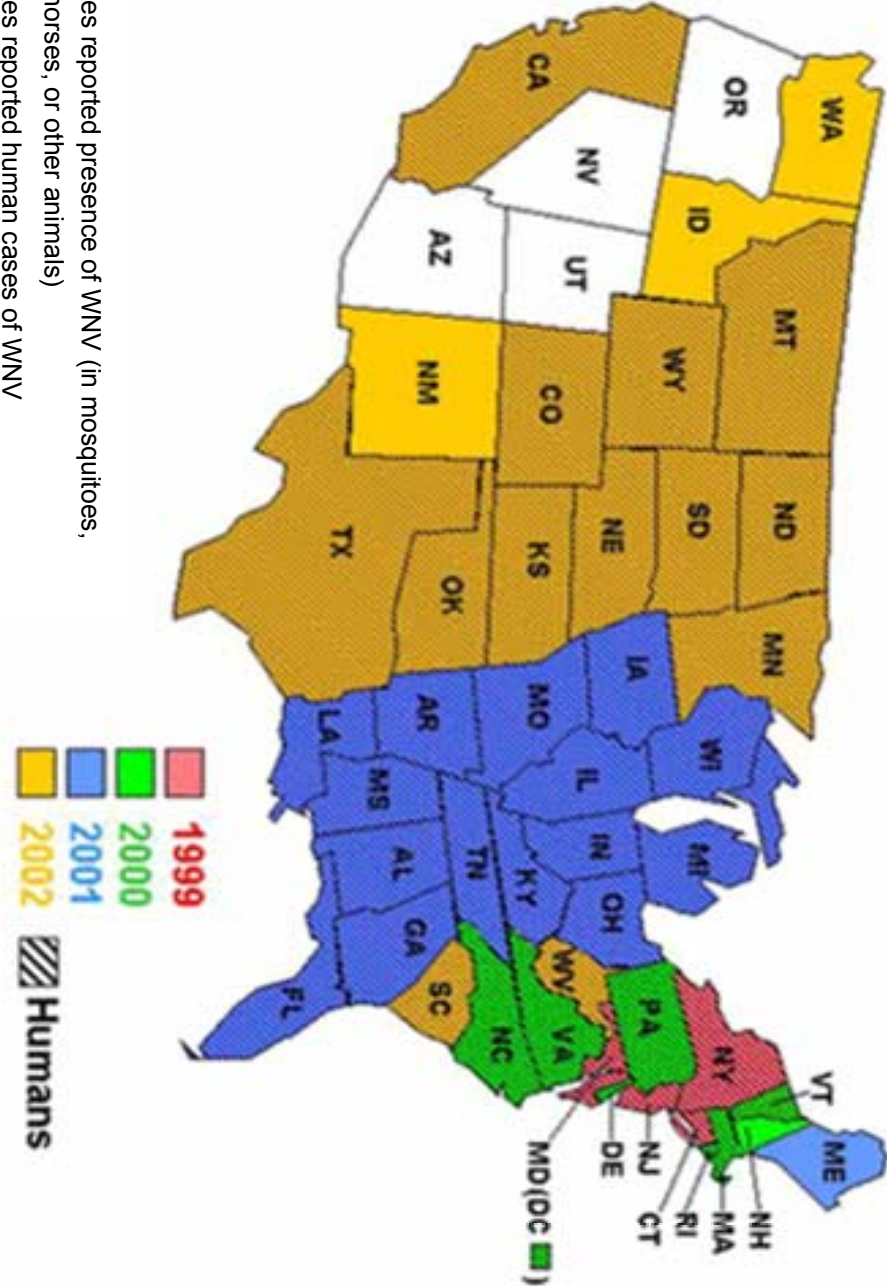 WA MT ND MN VT ME
OR ID WY SD WI MI NY NH
MA
RI
CT
NJ
DE
MD (DC )
NV UT CO NE IA IL IN OH PA
CA AZ NM KS MO KY WV VA
OK AR TN NC
TX LA MS AL GA SC
FL
1999
2000
2001
2002
Humans
es reported presence of WNV (in mosquitoes,
horses, or other animals)
es reported human cases of WNV